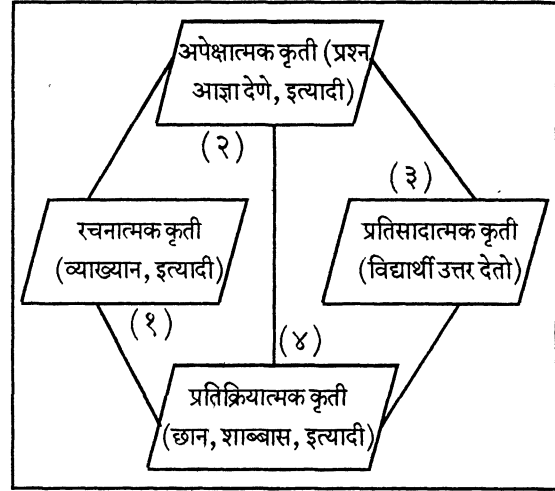 अपेक्षात्मक कृती (प्रश्न
आज्ञा देणे, इत्यादी)
(२)
(३)
रचनात्मक कृती
(व्याख्यान, इत्यादी)
प्रतिसादात्मक कृती
(विद्यार्थी उत्तर देतो)
(१)
(४)
प्रतिक्रियात्मक कृती
(छान, शाब्बास, इत्यादी)